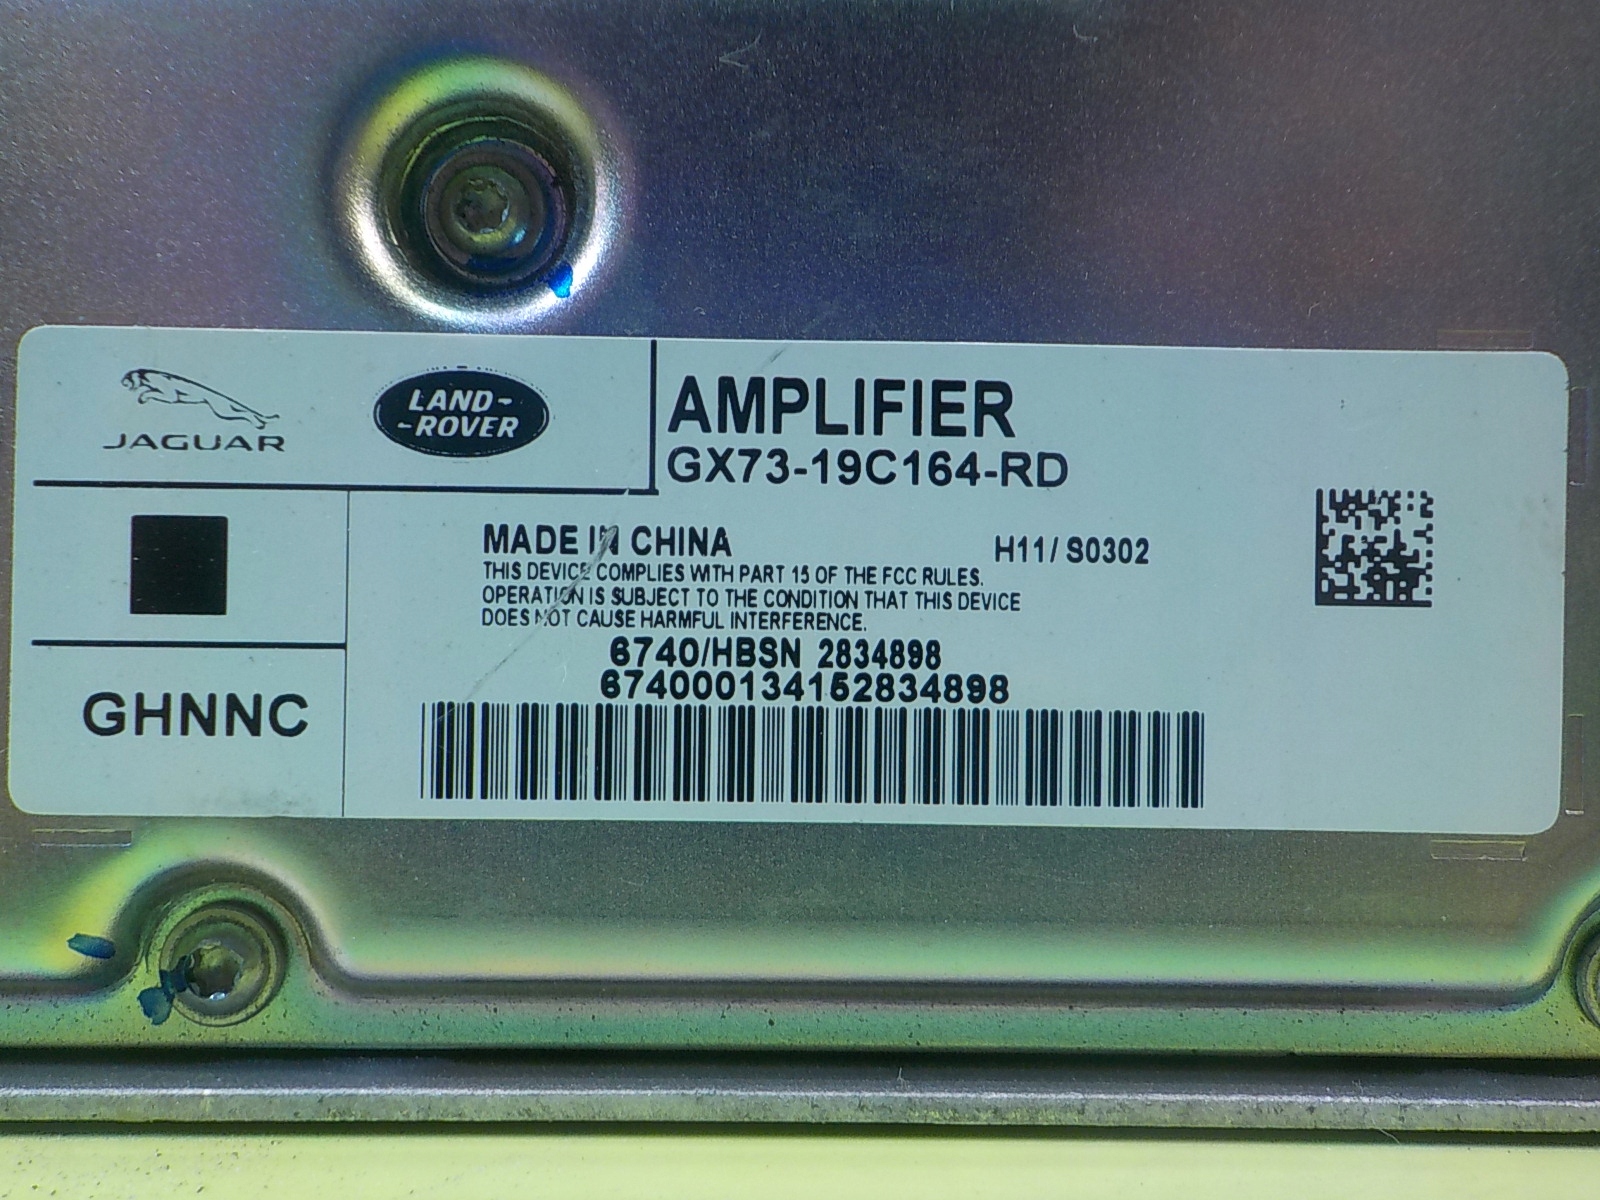 JAGUAR
LAND-
-ROVER
AMPLIFIER
GX73-19C164-RD
MADE IN CHINA
H11/ S0302
THIS DEVICE COMPLIES WITH PART 15 OF THE FCC RULES.
OPERATION IS SUBJECT TO THE CONDITION THAT THIS DEVICE
DOES NOT CAUSE HARMFUL INTERFERENCE.
6740/HBSN 2834898
674000134152834898
GHNNC